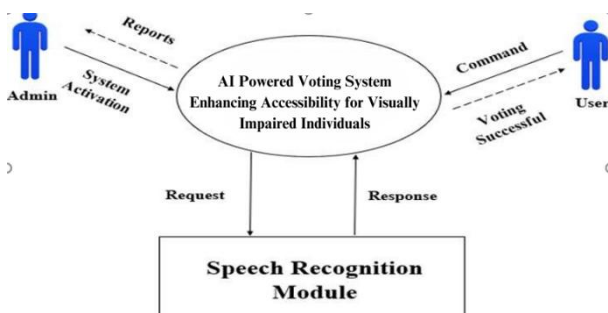 Reports
Command
System
Activation
Admin
AI Powered Voting System
Enhancing Accessibility for Visually
Impaired Individuals
Voting
Successful
User
Request
Response
Speech Recognition
Module